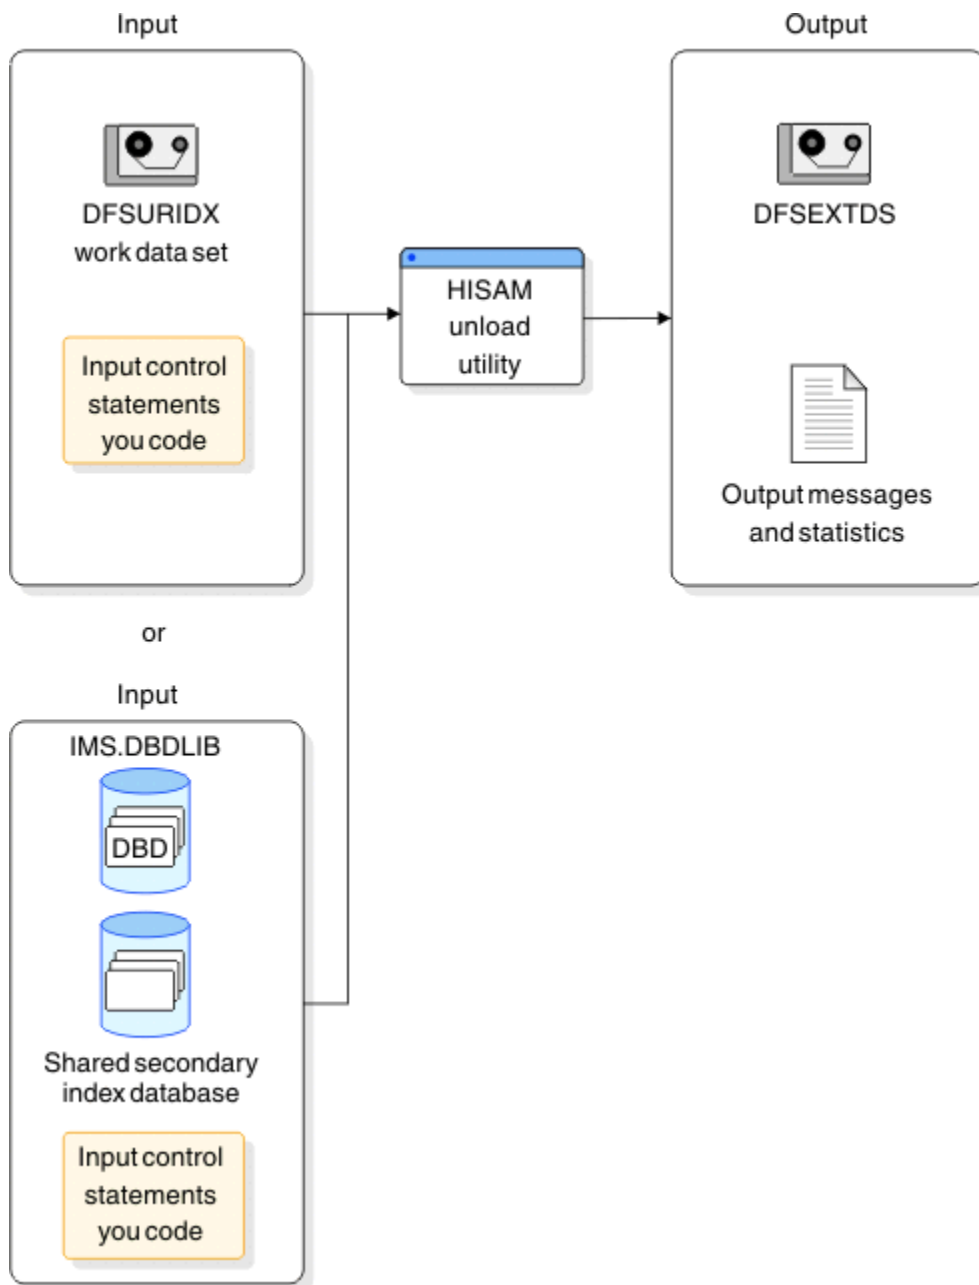 Input
DFSURIDX
work data set
Input control
statements
you code
or
Input
IMS.DBDLIB
DBD
Shared secondary
index database
Input control
statements
you code
HISAM
unload
utility
Output
DFSEXTDS
Output messages
and statistics